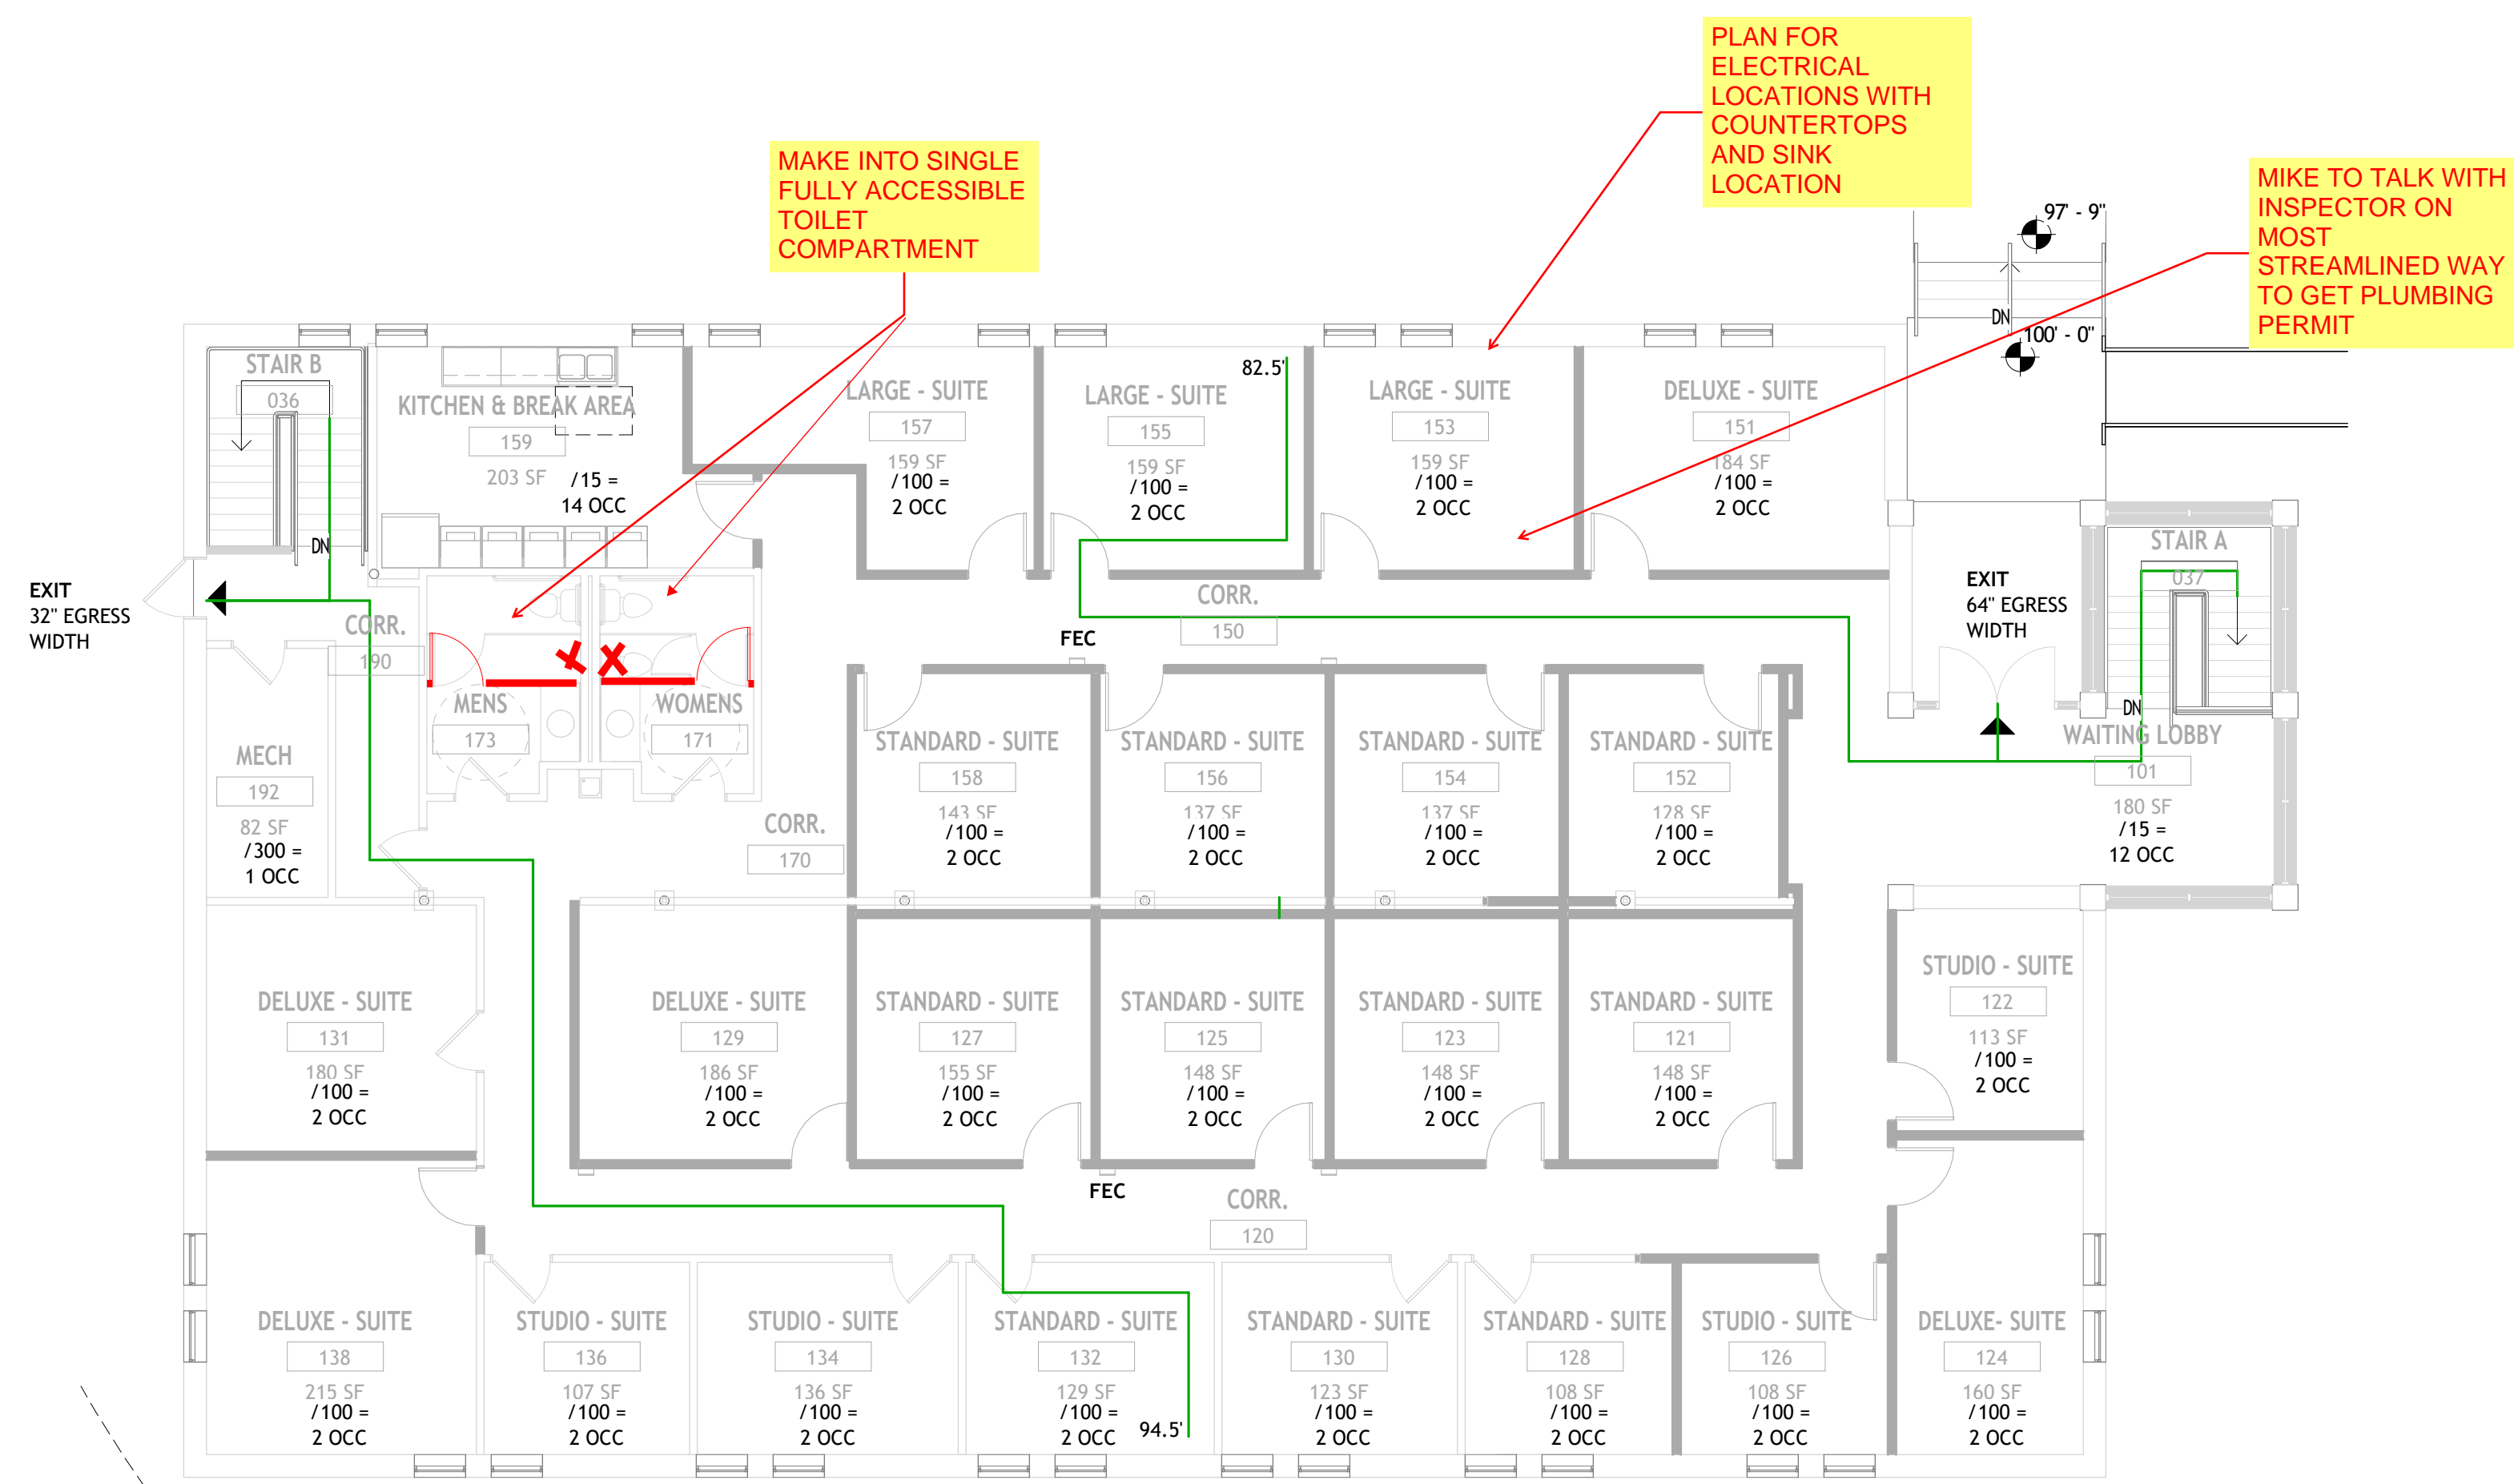 PLAN FOR
ELECTRICAL
LOCATIONS WITH
COUNTERTOPS
AND SINK
LOCATION
MAKE INTO SINGLE
FULLY ACCESSIBLE
TOILET
COMPARTMENT
MIKE TO TALK WITH
INSPECTOR ON
MOST
STREAMLINED WAY
TO GET PLUMBING
PERMIT
97' - 9"
DN
100' - 0"
STAIR B
036
DN
KITCHEN & BREAK AREA
159
203 SF
/15 =
14 OCC
LARGE - SUITE
157
159 SF
/100 =
2 OCC
82.5'
LARGE - SUITE
155
159 SF
/100 =
2 OCC
LARGE - SUITE
153
159 SF
/100 =
2 OCC
DELUXE - SUITE
151
184 SF
/100 =
2 OCC
STAIR A
037
DN
EXIT
32" EGRESS
WIDTH
CORR.
190
CORR.
150
FEC
EXIT
64" EGRESS
WIDTH
MENS
173
WOMENS
171
MECH
192
82 SF
/300 =
1 OCC
CORR.
170
STANDARD - SUITE
158
143 SF
/100 =
2 OCC
STANDARD - SUITE
156
137 SF
/100 =
2 OCC
STANDARD - SUITE
154
137 SF
/100 =
2 OCC
STANDARD - SUITE
152
128 SF
/100 =
2 OCC
WAITING LOBBY
101
180 SF
/15 =
12 OCC
DELUXE - SUITE
131
180 SF
/100 =
2 OCC
DELUXE - SUITE
129
186 SF
/100 =
2 OCC
STANDARD - SUITE
127
155 SF
/100 =
2 OCC
STANDARD - SUITE
125
148 SF
/100 =
2 OCC
STANDARD - SUITE
123
148 SF
/100 =
2 OCC
STANDARD - SUITE
121
148 SF
/100 =
2 OCC
STUDIO - SUITE
122
113 SF
/100 =
2 OCC
FEC
CORR.
120
DELUXE - SUITE
138
215 SF
/100 =
2 OCC
STUDIO - SUITE
136
107 SF
/100 =
2 OCC
STUDIO - SUITE
134
136 SF
/100 =
2 OCC
STANDARD - SUITE
132
129 SF
/100 =
2 OCC
94.5'
STANDARD - SUITE
130
123 SF
/100 =
2 OCC
STANDARD - SUITE
128
108 SF
/100 =
2 OCC
STUDIO - SUITE
126
108 SF
/100 =
2 OCC
DELUXE- SUITE
124
160 SF
/100 =
2 OCC